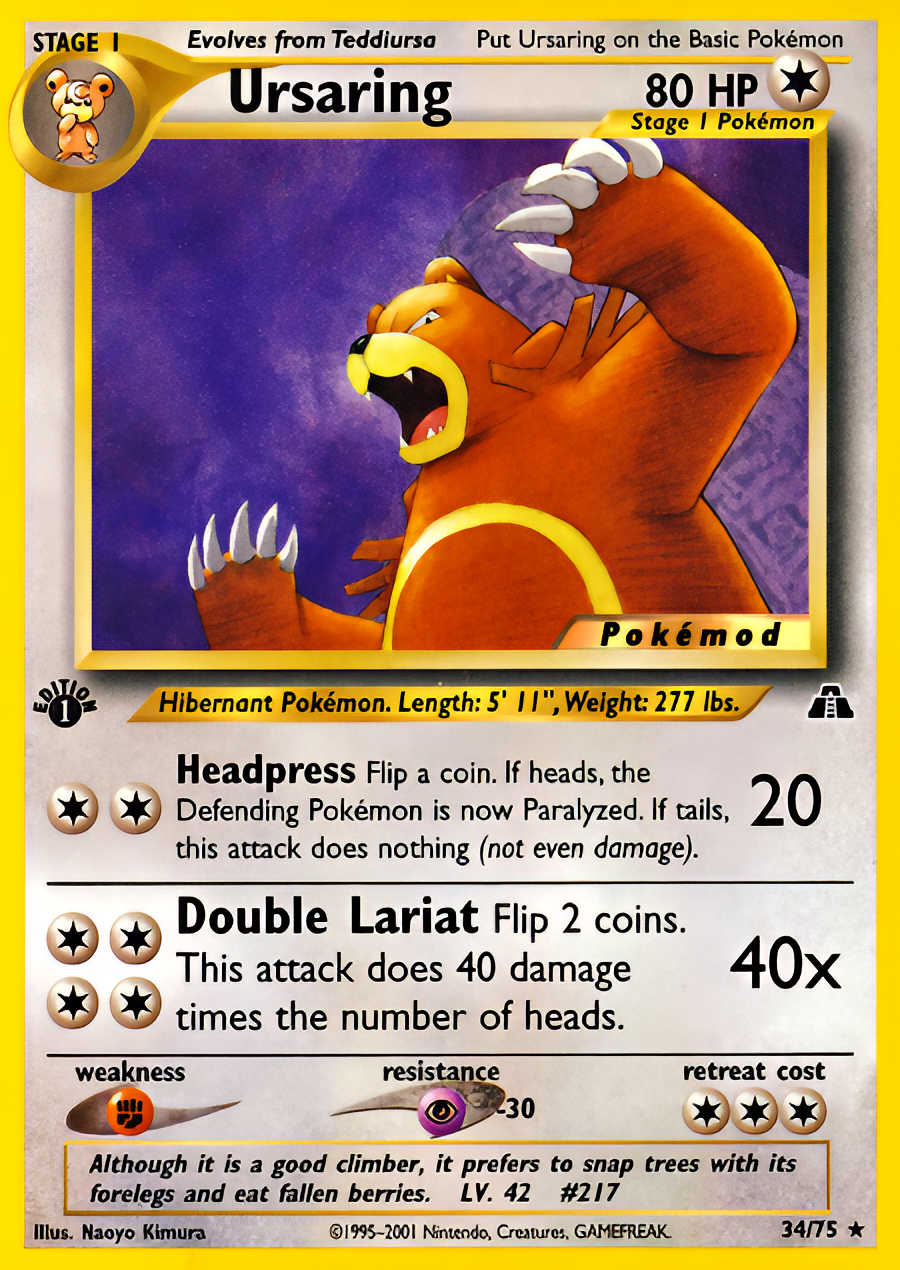 STAGE 1 Evolves from Teddiursa Put Ursaring on the Basic Pokémon
Ursaring 80 HP
Stage 1 Pokémon
Pokémod
EDITION 1
Hibernant Pokémon. Length: 5' 11", Weight: 277 lbs.
Headpress Flip a coin. If heads, the
Defending Pokémon is now Paralyzed. If tails,
this attack does nothing (not even damage).
20
Double Lariat Flip 2 coins.
This attack does 40 damage
times the number of heads.
40x
weakness resistance retreat cost
-30
Although it is a good climber, it prefers to snap trees with its
forelegs and eat fallen berries. LV. 42 #217
Illus. Naoyo Kimura ©1995-2001 Nintendo, Creatures, GAMEFREAK 34/75 ★